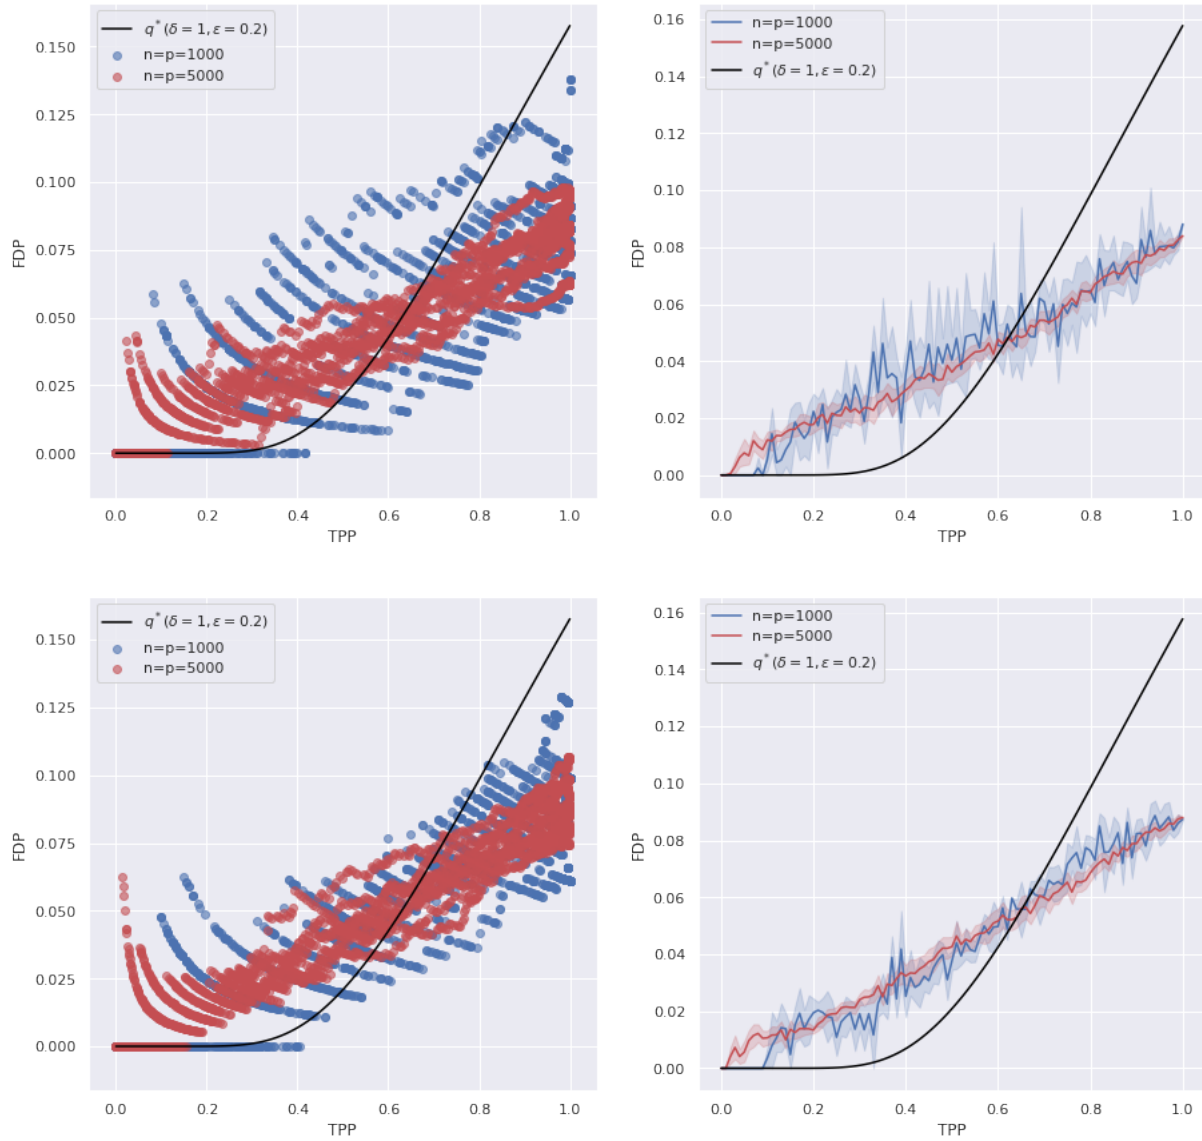 q*(δ = 1, ε = 0.2)
n=p=1000
n=p=5000
0.150
0.125
0.100
0.075
0.050
0.025
0.000
FDP
0.0 0.2 0.4 0.6 0.8 1.0
TPP
n=p=1000
n=p=5000
q*(δ = 1, ε = 0.2)
0.16
0.14
0.12
0.10
0.08
0.06
0.04
0.02
0.00
FDP
0.0 0.2 0.4 0.6 0.8 1.0
TPP
q*(δ = 1, ε = 0.2)
n=p=1000
n=p=5000
0.150
0.125
0.100
0.075
0.050
0.025
0.000
FDP
0.0 0.2 0.4 0.6 0.8 1.0
TPP
n=p=1000
n=p=5000
q*(δ = 1, ε = 0.2)
0.16
0.14
0.12
0.10
0.08
0.06
0.04
0.02
0.00
FDP
0.0 0.2 0.4 0.6 0.8 1.0
TPP